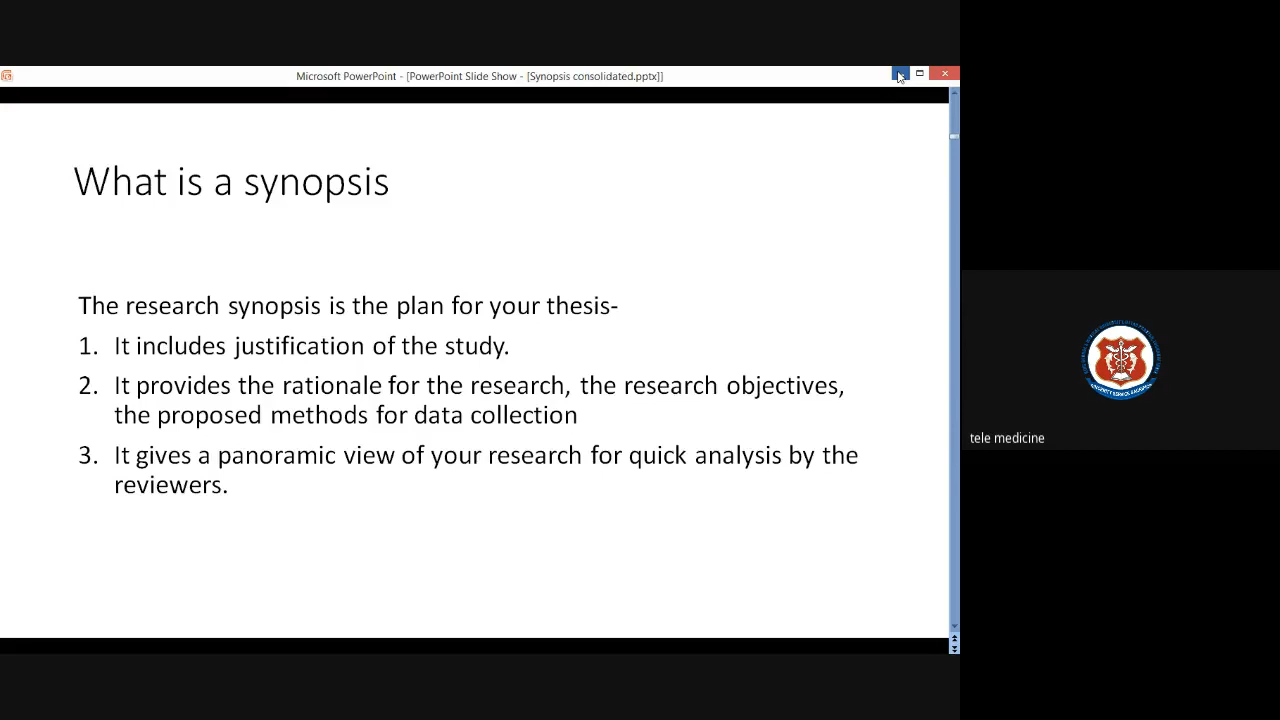 Microsoft PowerPoint - [PowerPoint Slide Show - [Synopsis consolidated.pptx]]
What is a synopsis
The research synopsis is the plan for your thesis-
1. It includes justification of the study.
2. It provides the rationale for the research, the research objectives,
the proposed methods for data collection
3. It gives a panoramic view of your research for quick analysis by the
reviewers.
tele medicine